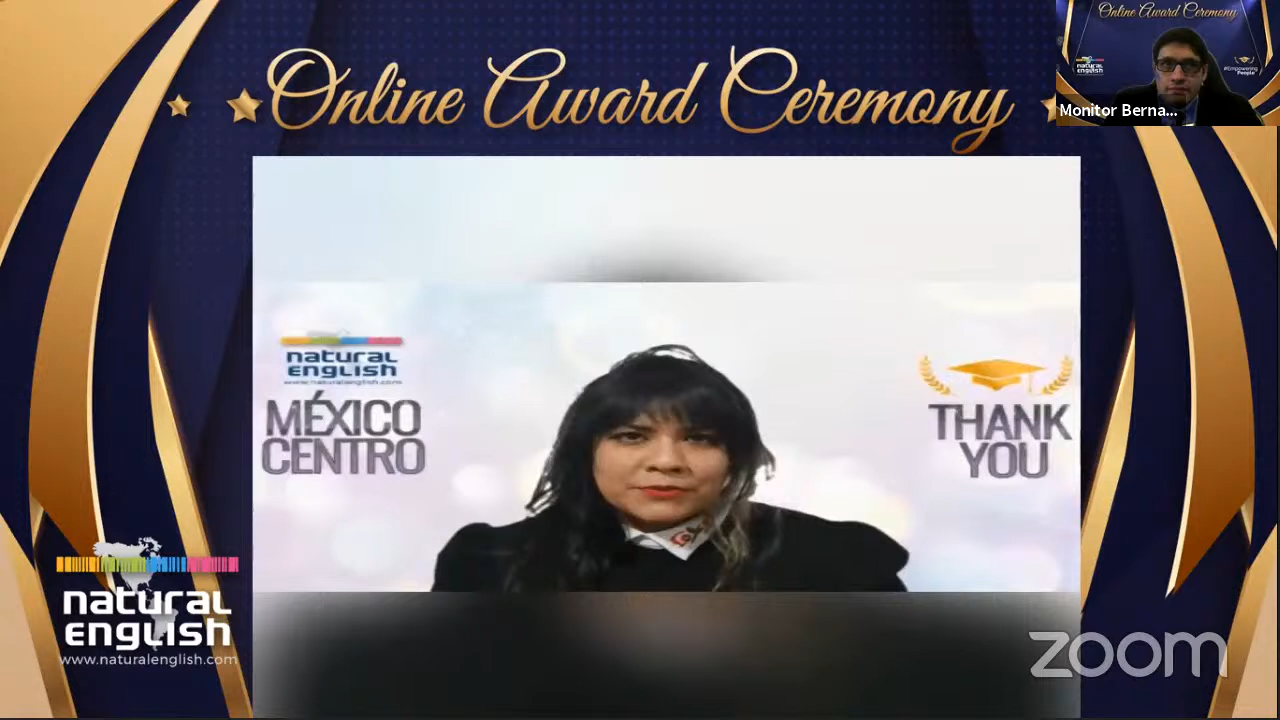 Online Award Ceremony
Online Award Ceremony
natural
english
#Empowering
People
Monitor Berna...
natural
english
www.naturalenglish.com
MÉXICO
CENTRO
THANK
YOU
natural
english
www.naturalenglish.com
zoom